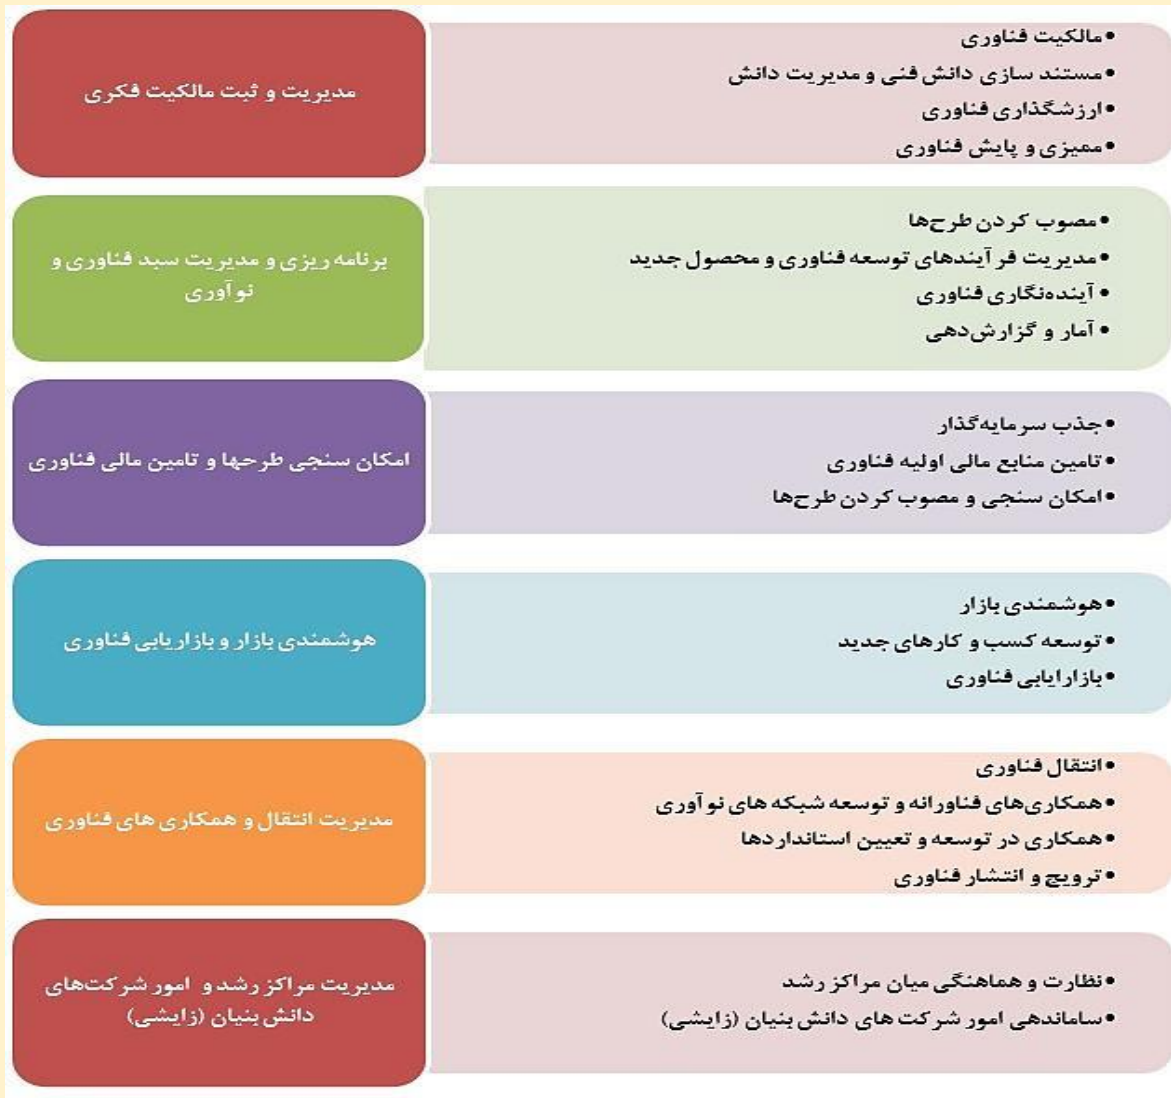 مدیریت و ثبت مالکیت فکری
•مالکیت فناوری
•مستند سازی دانش فنی و مدیریت دانش
•ارزشگذاری فناوری
•ممیزی و پایش فناوری
برنامه ریزی و مدیریت سبد فناوری و
نوآوری
•مصوب کردن طرح‌ها
•مدیریت فرآیندهای توسعه فناوری و محصول جدید
•آینده‌نگاری فناوری
•آمار و گزارش‌دهی
امکان سنجی طرحها و تامین مالی فناوری
•جذب سرمایه‌گذار
•تامین منابع مالی اولیه فناوری
•امکان سنجی و مصوب کردن طرح‌ها
هوشمندی بازار و بازاریابی فناوری
•هوشمندی بازار
•توسعه کسب و کارهای جدید
•بازارایابی فناوری
مدیریت انتقال و همکاری های فناوری
•انتقال فناوری
•همکاری‌های فناورانه و توسعه شبکه های نوآوری
•همکاری در توسعه و تعیین استانداردها
•ترویج و انتشار فناوری
مدیریت مراکز رشد و امور شرکت‌های
دانش بنیان (زایشی)
•نظارت و هماهنگی میان مراکز رشد
•ساماندهی امور شرکت های دانش بنیان (زایشی)